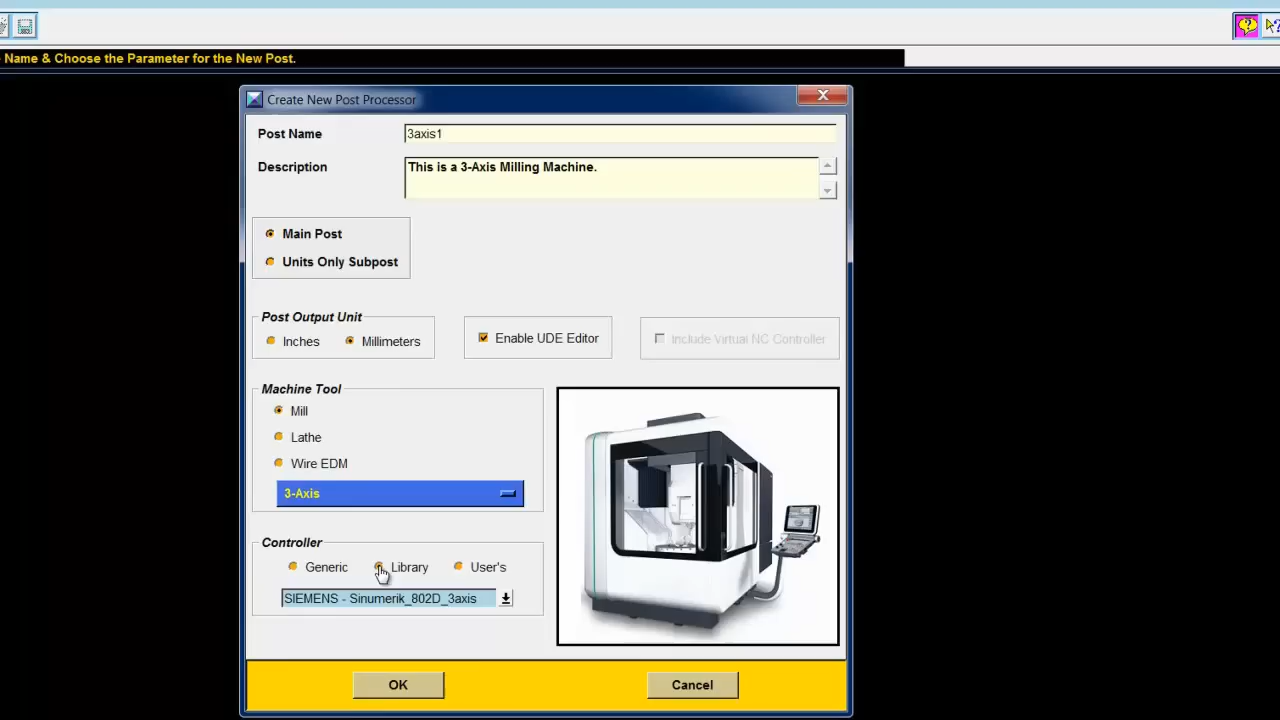 Name & Choose the Parameter for the New Post.
Create New Post Processor
Post Name
3axis1
Description
This is a 3-Axis Milling Machine.
Main Post
Units Only Subpost
Post Output Unit
Inches
Millimeters
Enable UDE Editor
Include Virtual NC Controller
Machine Tool
Mill
Lathe
Wire EDM
3-Axis
Controller
Generic
Library
User's
SIEMENS - Sinumerik_802D_3axis
OK
Cancel